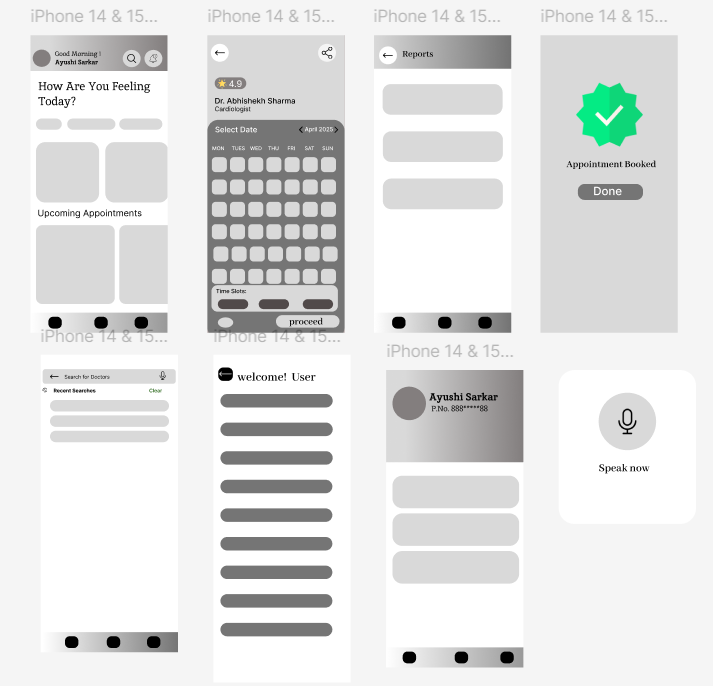 iPhone 14 & 15...
Good Morning !
Ayushi Sarkar
How Are You Feeling
Today?
Upcoming Appointments
iPhone 14 & 15...
4.9
Dr. Abhishekh Sharma
Cardiologist
Select Date
April 2025
MON TUES WED THU FRI SAT SUN
Time Slots:
proceed
iPhone 14 & 15...
Reports
iPhone 14 & 15...
Appointment Booked
Done
iPhone 14 & 15...
Search for Doctors
Recent Searches
Clear
iPhone 14 & 15...
welcome! User
iPhone 14 & 15...
Ayushi Sarkar
P.No. 888*****88
Speak now